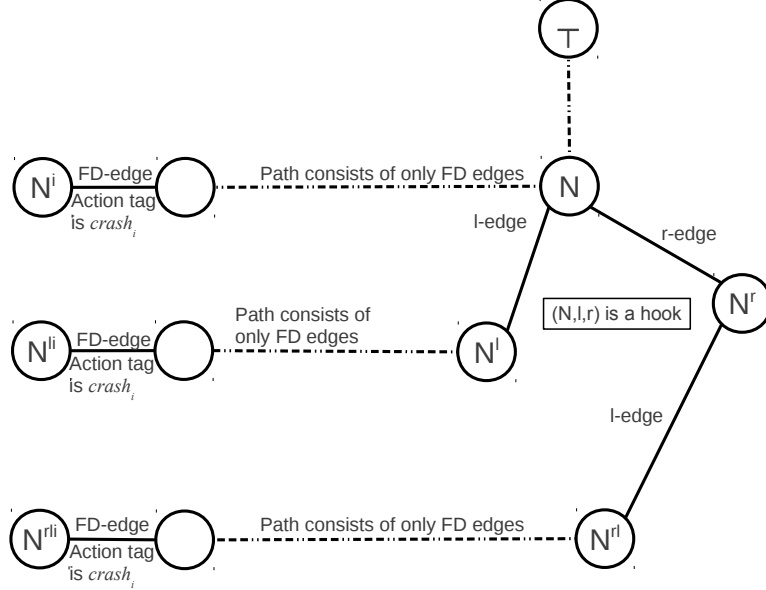 ⊤
FD-edge
Path consists of only FD edges
Nⁱ
N
Action tag
is crashᵢ
l-edge
r-edge
Nʳ
(N,l,r) is a hook
Path consists of
only FD edges
FD-edge
Nˡⁱ
Nˡ
Action tag
is crashᵢ
l-edge
FD-edge
Path consists of only FD edges
Nʳˡⁱ
Nʳˡ
Action tag
is crashᵢ